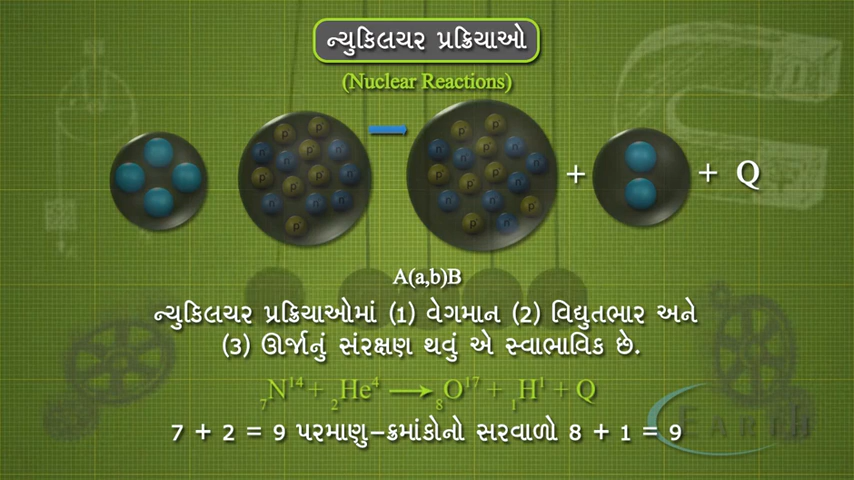 ન્યુકિલચર પ્રક્રિયાઓ
(Nuclear Reactions)
+ + Q
A(a,b)B
ન્યુકિલચર પ્રક્રિયાઓમાં (1) વેગમાન (2) વિદ્યુતભાર અને
(3) ઊર્જાનું સંરક્ષણ થવું એ સ્વાભાવિક છે.
₇N¹⁴ + ₂He⁴ ⟶ ₈O¹⁷ + ₁H¹ + Q
7 + 2 = 9 પરમાણુ–ક્રમાંકોનો સરવાળો 8 + 1 = 9
EARTH